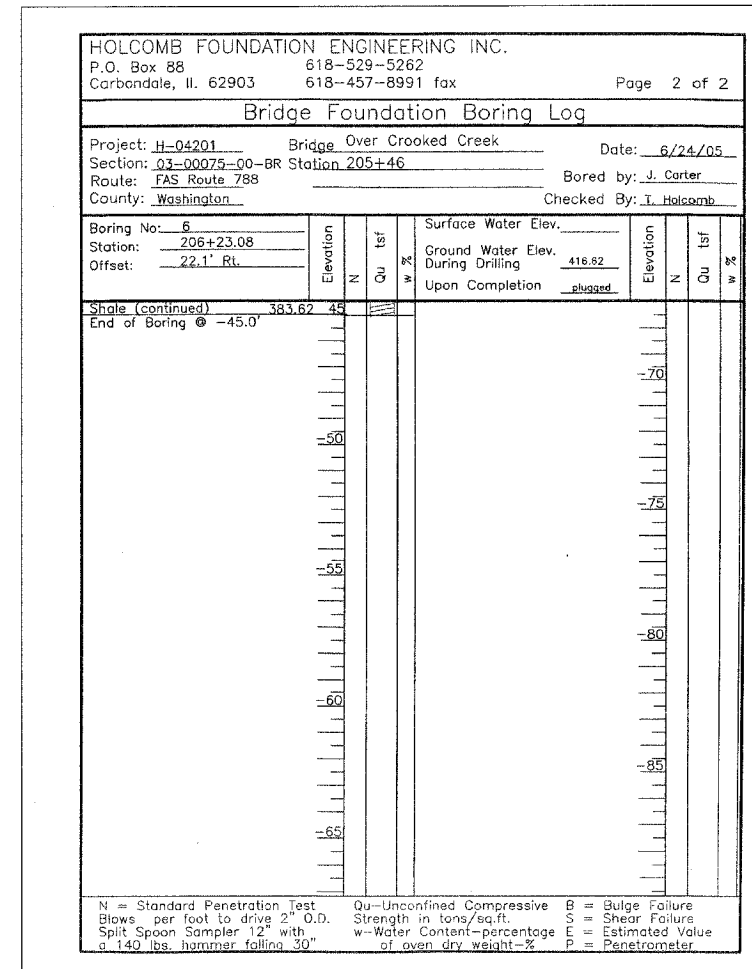 HOLCOMB FOUNDATION ENGINEERING INC.
P.O. Box 88 618-529-5262
Carbondale, Il. 62903 618-457-8991 fax Page 2 of 2
Bridge Foundation Boring Log
Project: H-04201 Bridge Over Crooked Creek Date: 6/24/05
Section: 03-00075-00-BR Station 205+46
Route: FAS Route 788 Bored by: J. Carter
County: Washington Checked By: T. Holcomb
Boring No: 6
Station: 206+23.08
Offset: 22.1' Rt.
Elevation
N
Qu tsf
w %
Surface Water Elev.
Ground Water Elev.
During Drilling 416.62
Upon Completion plugged
Elevation
N
Qu tsf
w %
Shale (continued) 383.62 45
End of Boring @ -45.0'
-50
-55
-60
-65
-70
-75
-80
-85
N = Standard Penetration Test
Blows per foot to drive 2" O.D.
Split Spoon Sampler 12" with
a 140 lbs. hammer falling 30"
Qu-Unconfined Compressive
Strength in tons/sq.ft.
w-Water Content-percentage
of oven dry weight-%
B = Bulge Failure
S = Shear Failure
E = Estimated Value
P = Penetrometer